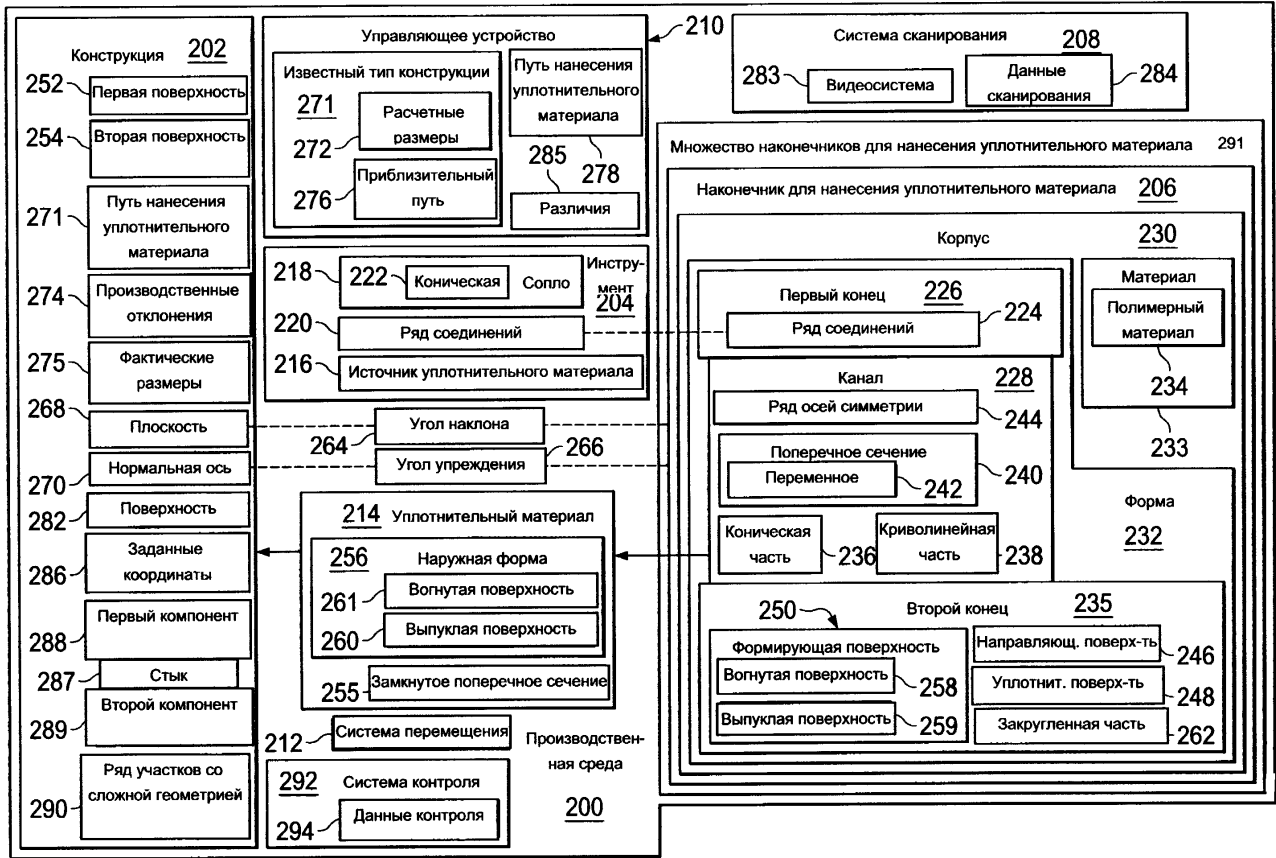 Конструкция 202
252 Первая поверхность
254 Вторая поверхность
271 Путь нанесения
уплотнительного
материала
274 Производственные
отклонения
275 Фактические
размеры
268 Плоскость
270 Нормальная ось
282 Поверхность
286 Заданные
координаты
288 Первый компонент
287 Стык
289 Второй компонент
290 Ряд участков со
сложной геометрией
Управляющее устройство 210
Известный тип конструкции
271
272 Расчетные
размеры
276 Приблизительный
путь
Путь нанесения
уплотнительного
материала
278
285
Различия
218 222 Коническая Сопло
Инстру-
мент
204
220 Ряд соединений
216 Источник уплотнительного материала
264 Угол наклона
Угол упреждения 266
214 Уплотнительный материал
256 Наружная форма
261 Вогнутая поверхность
260 Выпуклая поверхность
255 Замкнутое поперечное сечение
212 Система перемещения
Производствен-
ная среда
200
292 Система контроля
294 Данные контроля
Система сканирования
208
283 Видеосистема
Данные
сканирования
284
Множество наконечников для нанесения уплотнительного материала 291
Наконечник для нанесения уплотнительного материала 206
Корпус 230
Первый конец 226
Ряд соединений 224
Материал
Полимерный
материал
234
233
Канал 228
Ряд осей симметрии 244
Поперечное сечение 240
Переменное 242
Коническая
часть
236
Криволинейная
часть
238
Форма
232
Второй конец 235
250
Формирующая поверхность
Вогнутая поверхность 258
Выпуклая поверхность 259
Направляющ. поверх-ть 246
Уплотнит. поверх-ть 248
Закругленная часть 262